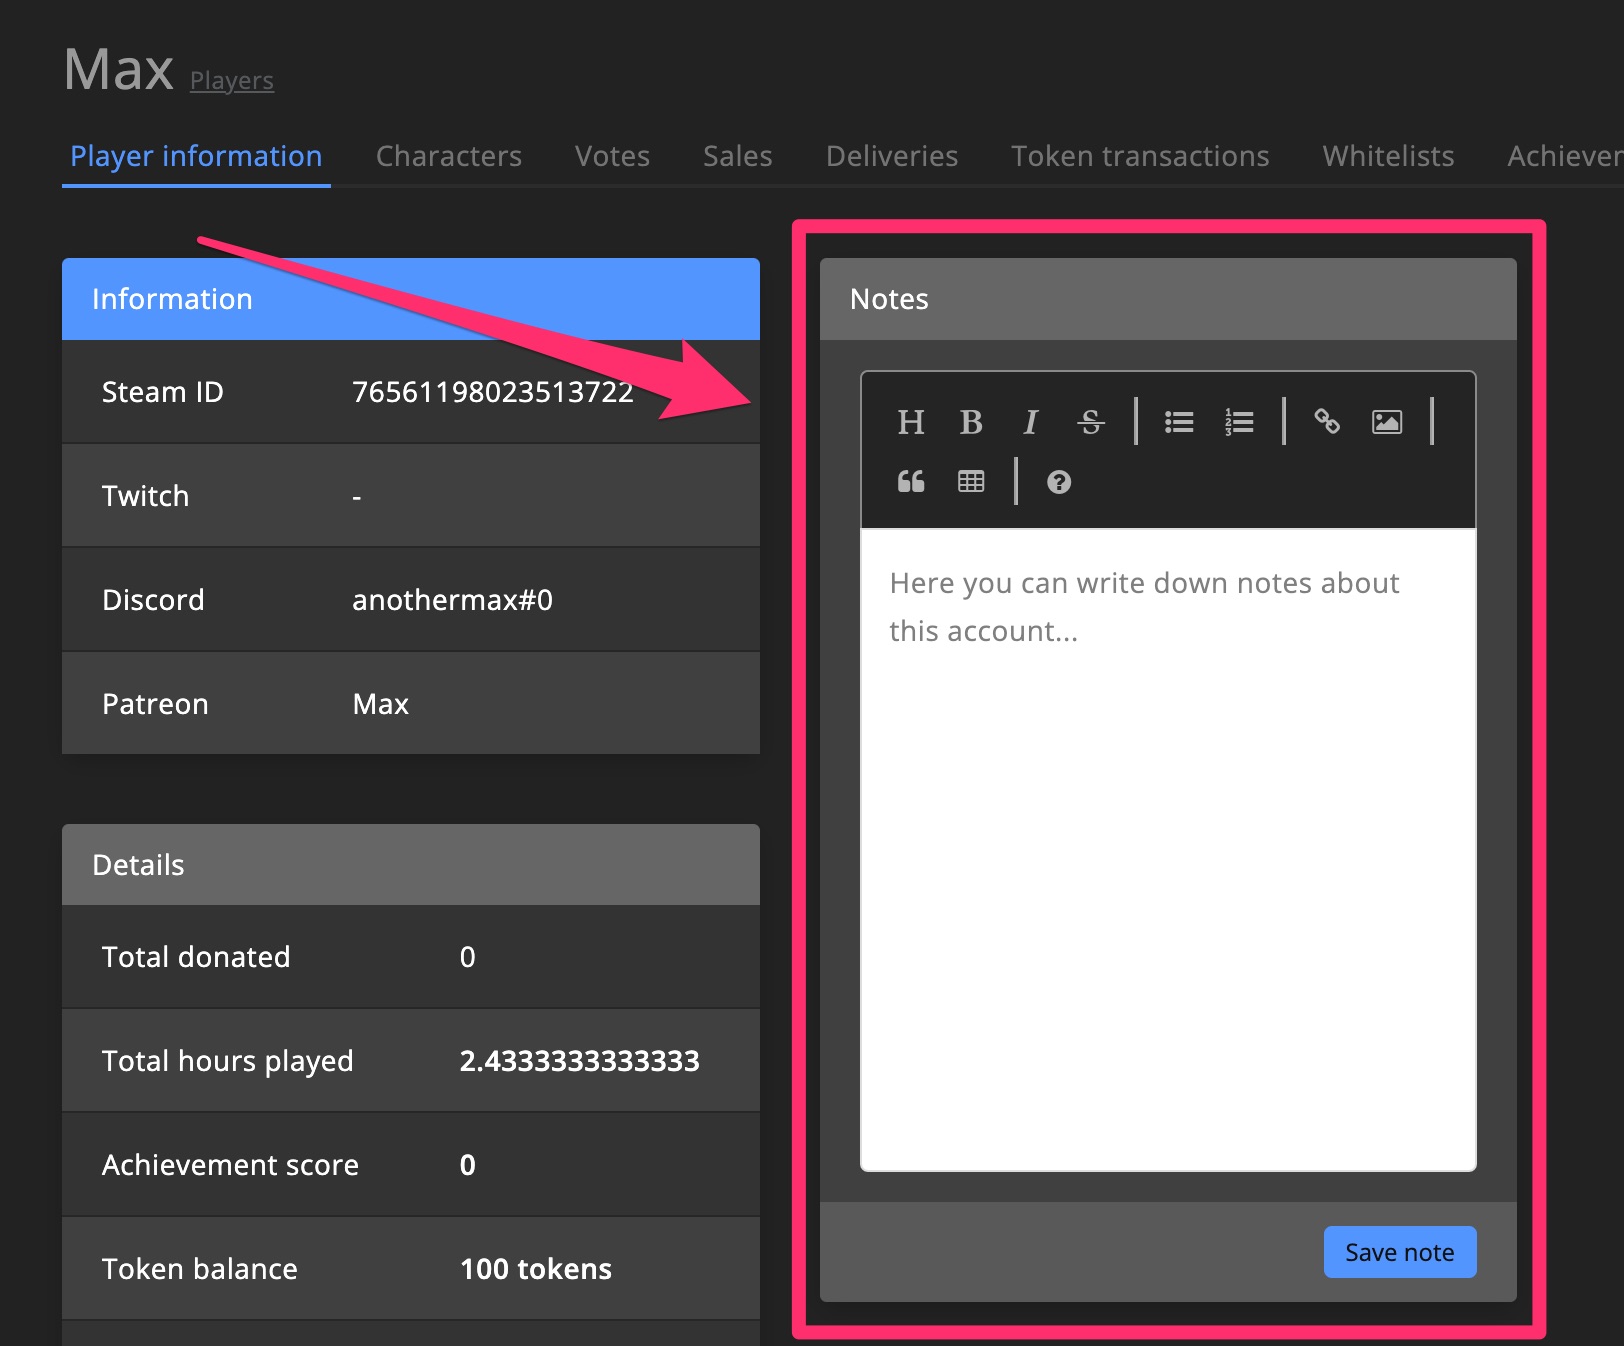 Max Players
Player information Characters Votes Sales Deliveries Token transactions Whitelists Achiever
Information
Steam ID 76561198023513722
Twitch -
Discord anothermax#0
Patreon Max
Details
Total donated 0
Total hours played 2.4333333333333
Achievement score 0
Token balance 100 tokens
Notes
H B I S
Here you can write down notes about
this account...
Save note